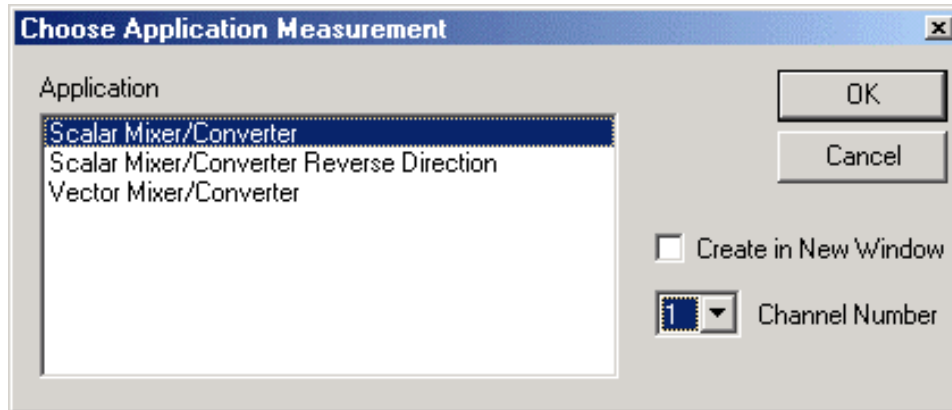 Choose Application Measurement
Application
Scalar Mixer/Converter
Scalar Mixer/Converter Reverse Direction
Vector Mixer/Converter
OK
Cancel
Create in New Window
1 Channel Number